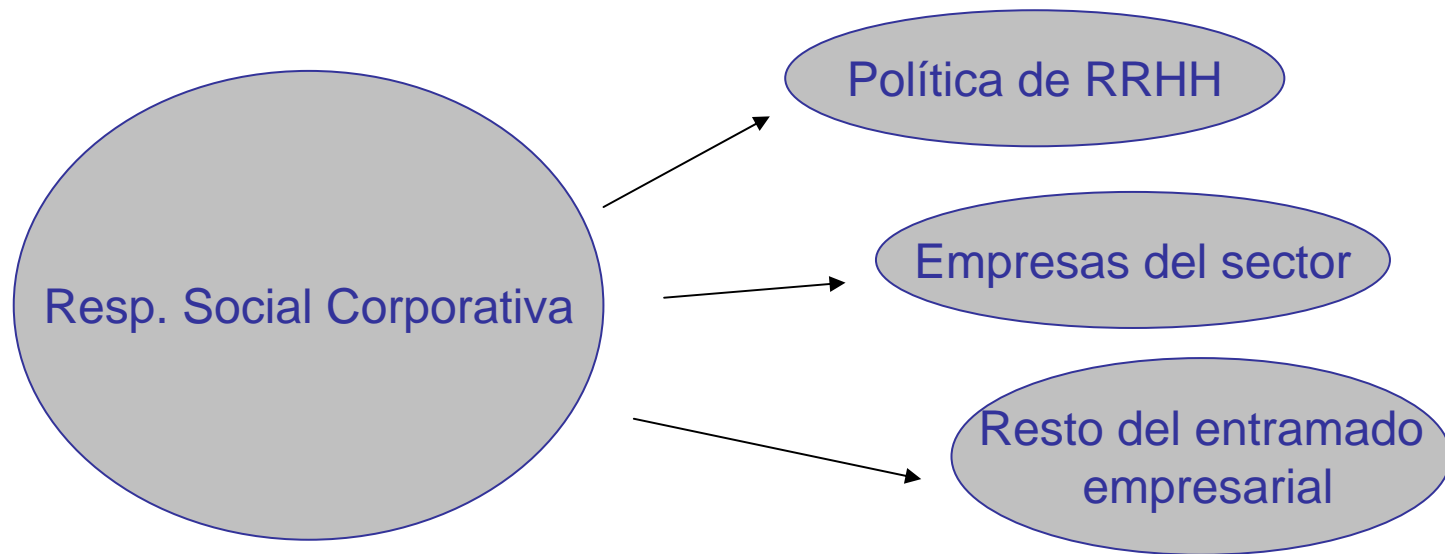 Política de RRHH
Empresas del sector
Resp. Social Corporativa
Resto del entramado
empresarial